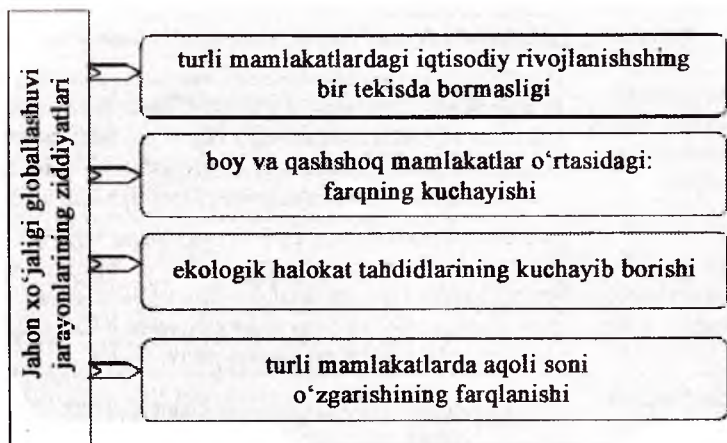 Jahon xo‘jaligi globallashuvi
jarayonlarining ziddiyatlari
turli mamlakatlardagi iqtisodiy rivojlanishshing
bir tekisda bormasligi
boy va qashshoq mamlakatlar o‘rtasidagi:
farqning kuchayishi
ekologik halokat tahdidlarining kuchayib borishi
turli mamlakatlarda aqoli soni
o‘zgarishining farqlanishi